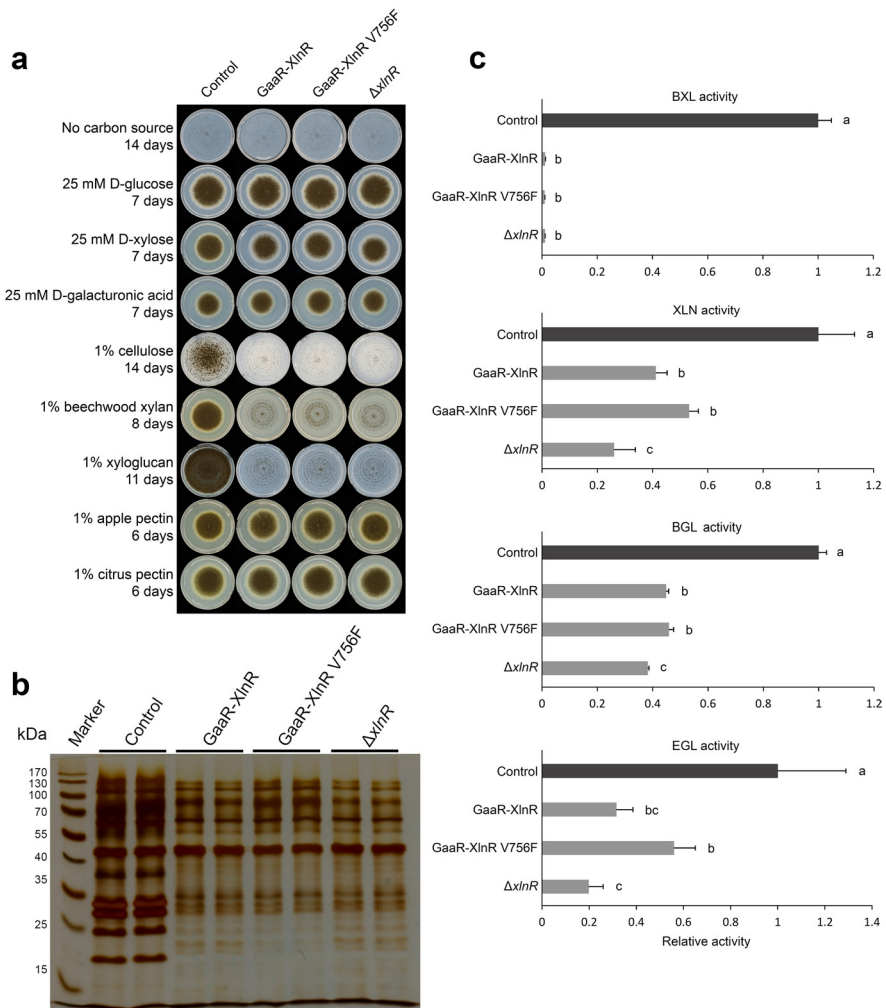 a
Control
GaaR-XlnR
GaaR-XlnR V756F
ΔxlnR
No carbon source
14 days
25 mM D-glucose
7 days
25 mM D-xylose
7 days
25 mM D-galacturonic acid
7 days
1% cellulose
14 days
1% beechwood xylan
8 days
1% xyloglucan
11 days
1% apple pectin
6 days
1% citrus pectin
6 days
b
kDa
Marker
Control
GaaR-XlnR
GaaR-XlnR V756F
ΔxlnR
170
130
100
70
55
40
35
25
15
c
BXL activity
Control
a
GaaR-XlnR
b
GaaR-XlnR V756F
b
ΔxlnR
b
0 0.2 0.4 0.6 0.8 1 1.2
XLN activity
Control
a
GaaR-XlnR
b
GaaR-XlnR V756F
b
ΔxlnR
c
0 0.2 0.4 0.6 0.8 1 1.2
BGL activity
Control
a
GaaR-XlnR
b
GaaR-XlnR V756F
b
ΔxlnR
c
0 0.2 0.4 0.6 0.8 1 1.2
EGL activity
Control
a
GaaR-XlnR
bc
GaaR-XlnR V756F
b
ΔxlnR
c
0 0.2 0.4 0.6 0.8 1 1.2 1.4
Relative activity